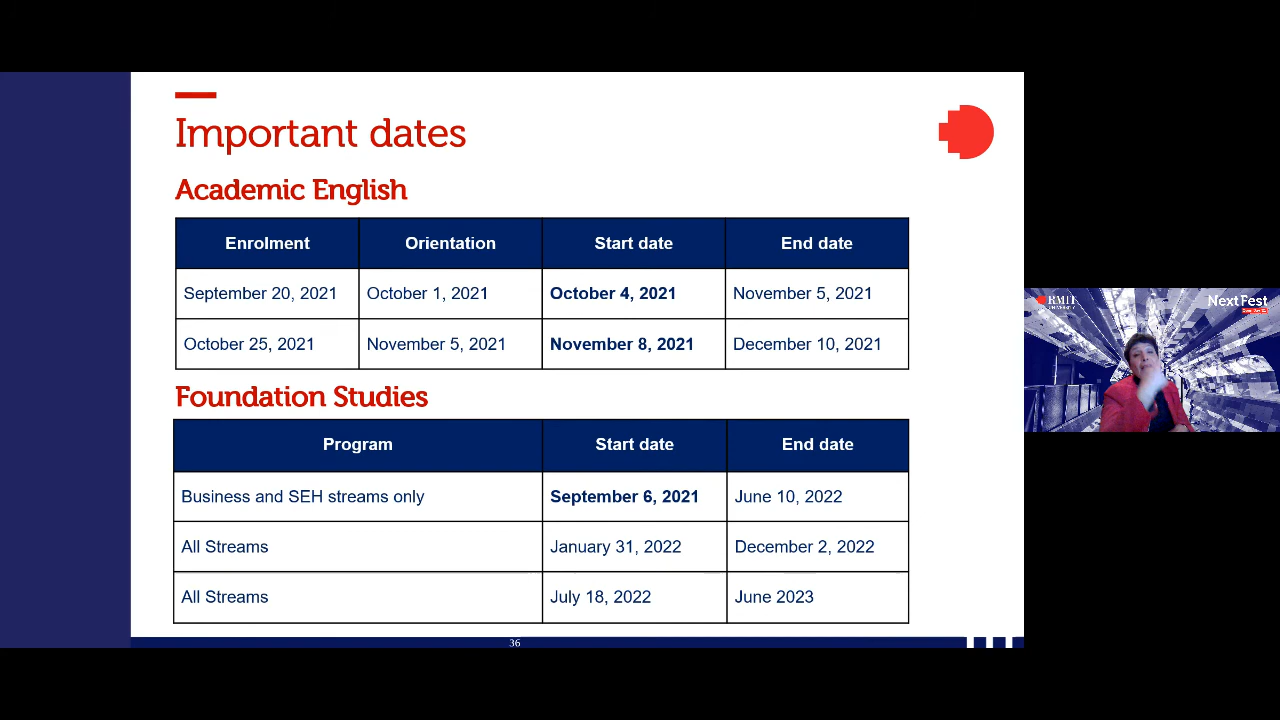 Important dates
Academic English
Enrolment Orientation Start date End date
September 20, 2021 October 1, 2021 October 4, 2021 November 5, 2021
October 25, 2021 November 5, 2021 November 8, 2021 December 10, 2021
Foundation Studies
Program Start date End date
Business and SEH streams only September 6, 2021 June 10, 2022
All Streams January 31, 2022 December 2, 2022
All Streams July 18, 2022 June 2023
36
RMIT
UNIVERSITY
NextFest